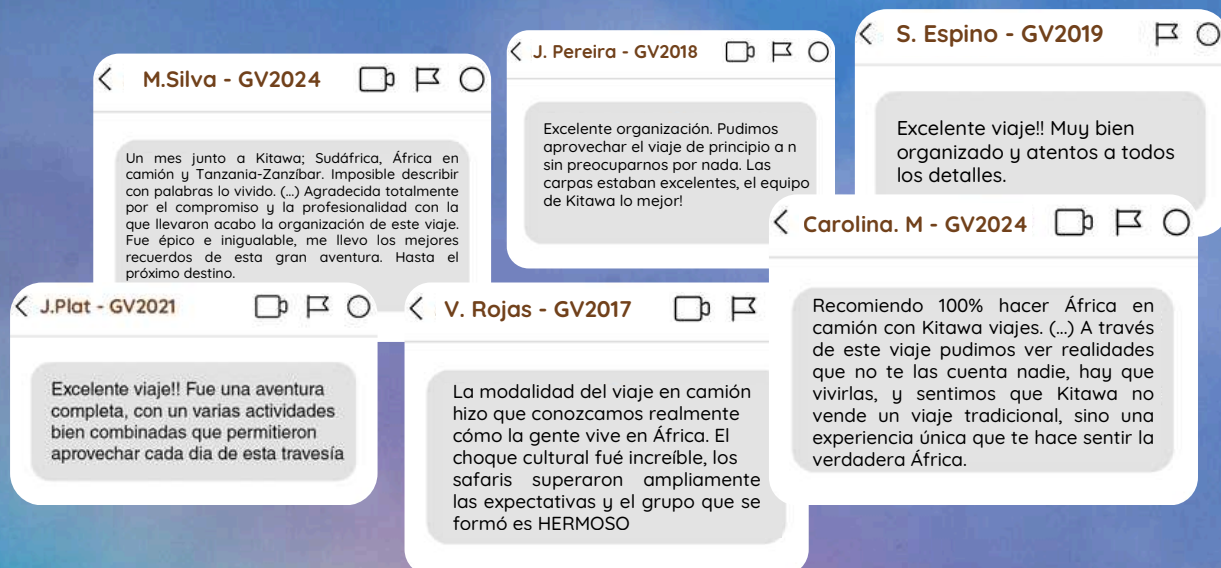 M.Silva - GV2024
Un mes junto a Kitawa; Sudáfrica, África en
camión y Tanzania-Zanzíbar. Imposible describir
con palabras lo vivido. (...) Agradecida totalmente
por el compromiso y la profesionalidad con la
que llevaron acabo la organización de este viaje.
Fue épico e inigualable, me llevo los mejores
recuerdos de esta gran aventura. Hasta el
próximo destino.
J. Pereira - GV2018
Excelente organización. Pudimos
aprovechar el viaje de principio a n
sin preocuparnos por nada. Las
carpas estaban excelentes, el equipo
de Kitawa lo mejor!
S. Espino - GV2019
Excelente viaje!! Muy bien
organizado y atentos a todos
los detalles.
J.Plat - GV2021
Excelente viaje!! Fue una aventura
completa, con un varias actividades
bien combinadas que permitieron
aprovechar cada dia de esta travesía
V. Rojas - GV2017
La modalidad del viaje en camión
hizo que conozcamos realmente
cómo la gente vive en África. El
choque cultural fué increíble, los
safaris superaron ampliamente
las expectativas y el grupo que se
formó es HERMOSO
Carolina. M - GV2024
Recomiendo 100% hacer África en
camión con Kitawa viajes. (...) A través
de este viaje pudimos ver realidades
que no te las cuenta nadie, hay que
vivirlas, y sentimos que Kitawa no
vende un viaje tradicional, sino una
experiencia única que te hace sentir la
verdadera África.